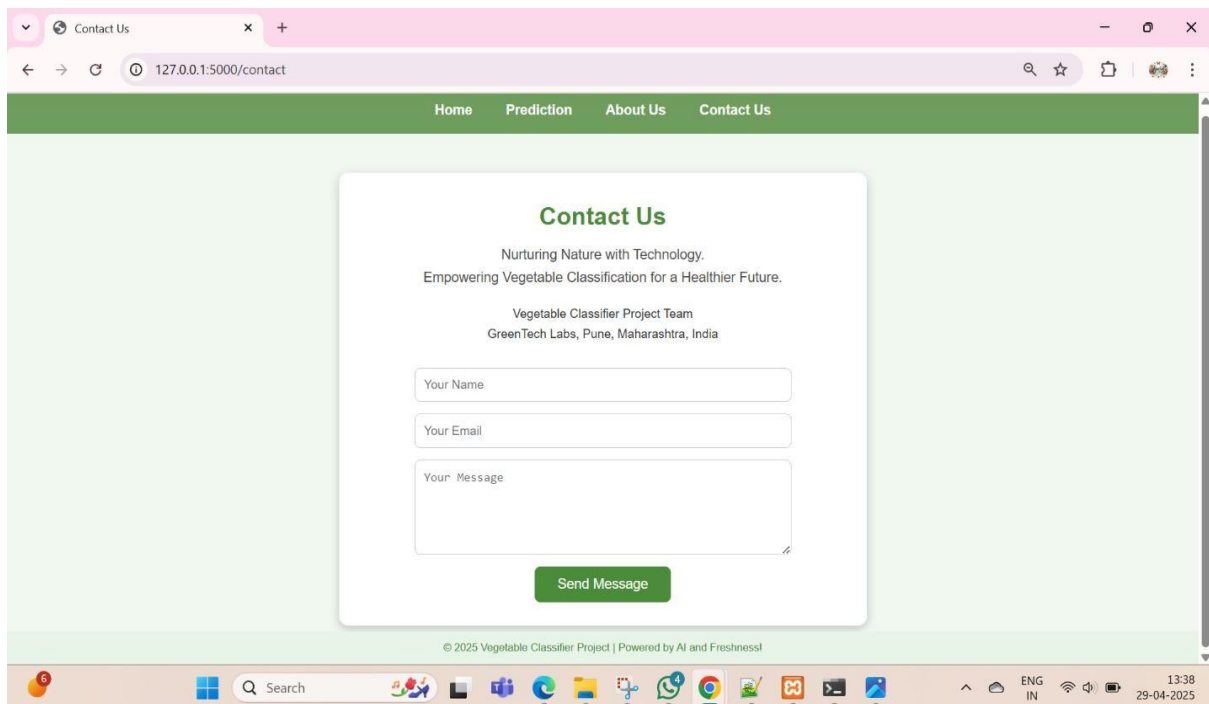 Contact Us
127.0.0.1:5000/contact
Home Prediction About Us Contact Us
Contact Us
Nurturing Nature with Technology.
Empowering Vegetable Classification for a Healthier Future.
Vegetable Classifier Project Team
GreenTech Labs, Pune, Maharashtra, India
Your Name
Your Email
Your Message
Send Message
© 2025 Vegetable Classifier Project | Powered by AI and Freshness!
6
Search
4
ENG
IN
13:38
29-04-2025